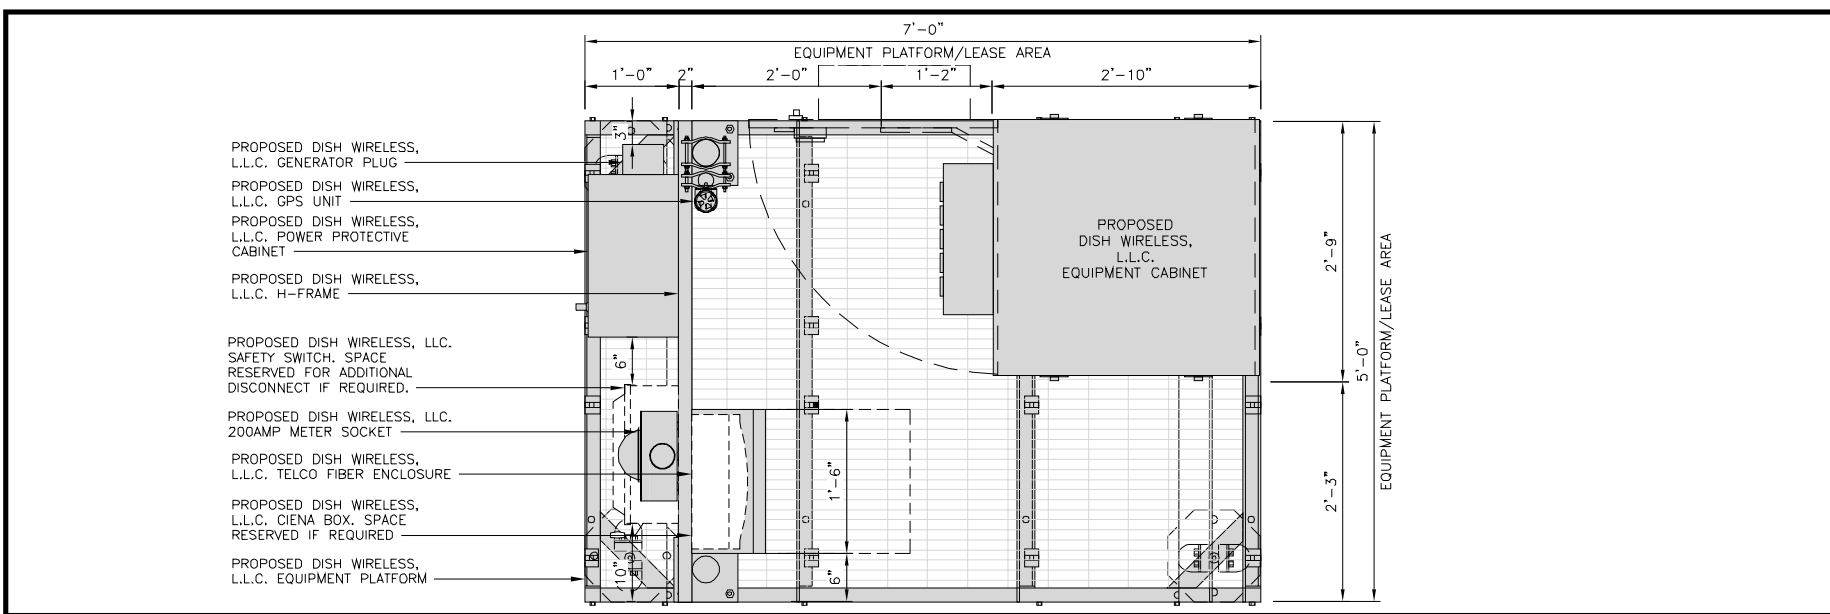 7'-0"
EQUIPMENT PLATFORM/LEASE AREA
1'-0"
2"
2'-0"
1'-2"
2'-10"
3"
PROPOSED DISH WIRELESS,
L.L.C. GENERATOR PLUG
PROPOSED DISH WIRELESS,
L.L.C. GPS UNIT
PROPOSED DISH WIRELESS,
L.L.C. POWER PROTECTIVE
CABINET
PROPOSED DISH WIRELESS,
L.L.C. H-FRAME
PROPOSED DISH WIRELESS, LLC.
SAFETY SWITCH. SPACE
RESERVED FOR ADDITIONAL
DISCONNECT IF REQUIRED.
PROPOSED DISH WIRELESS, LLC.
200AMP METER SOCKET
PROPOSED DISH WIRELESS,
L.L.C. TELCO FIBER ENCLOSURE
PROPOSED DISH WIRELESS,
L.L.C. CIENA BOX. SPACE
RESERVED IF REQUIRED
PROPOSED DISH WIRELESS,
L.L.C. EQUIPMENT PLATFORM
6"
10"
1'-6"
6"
PROPOSED
DISH WIRELESS,
L.L.C.
EQUIPMENT CABINET
2'-9"
2'-3"
5'-0"
EQUIPMENT PLATFORM/LEASE AREA